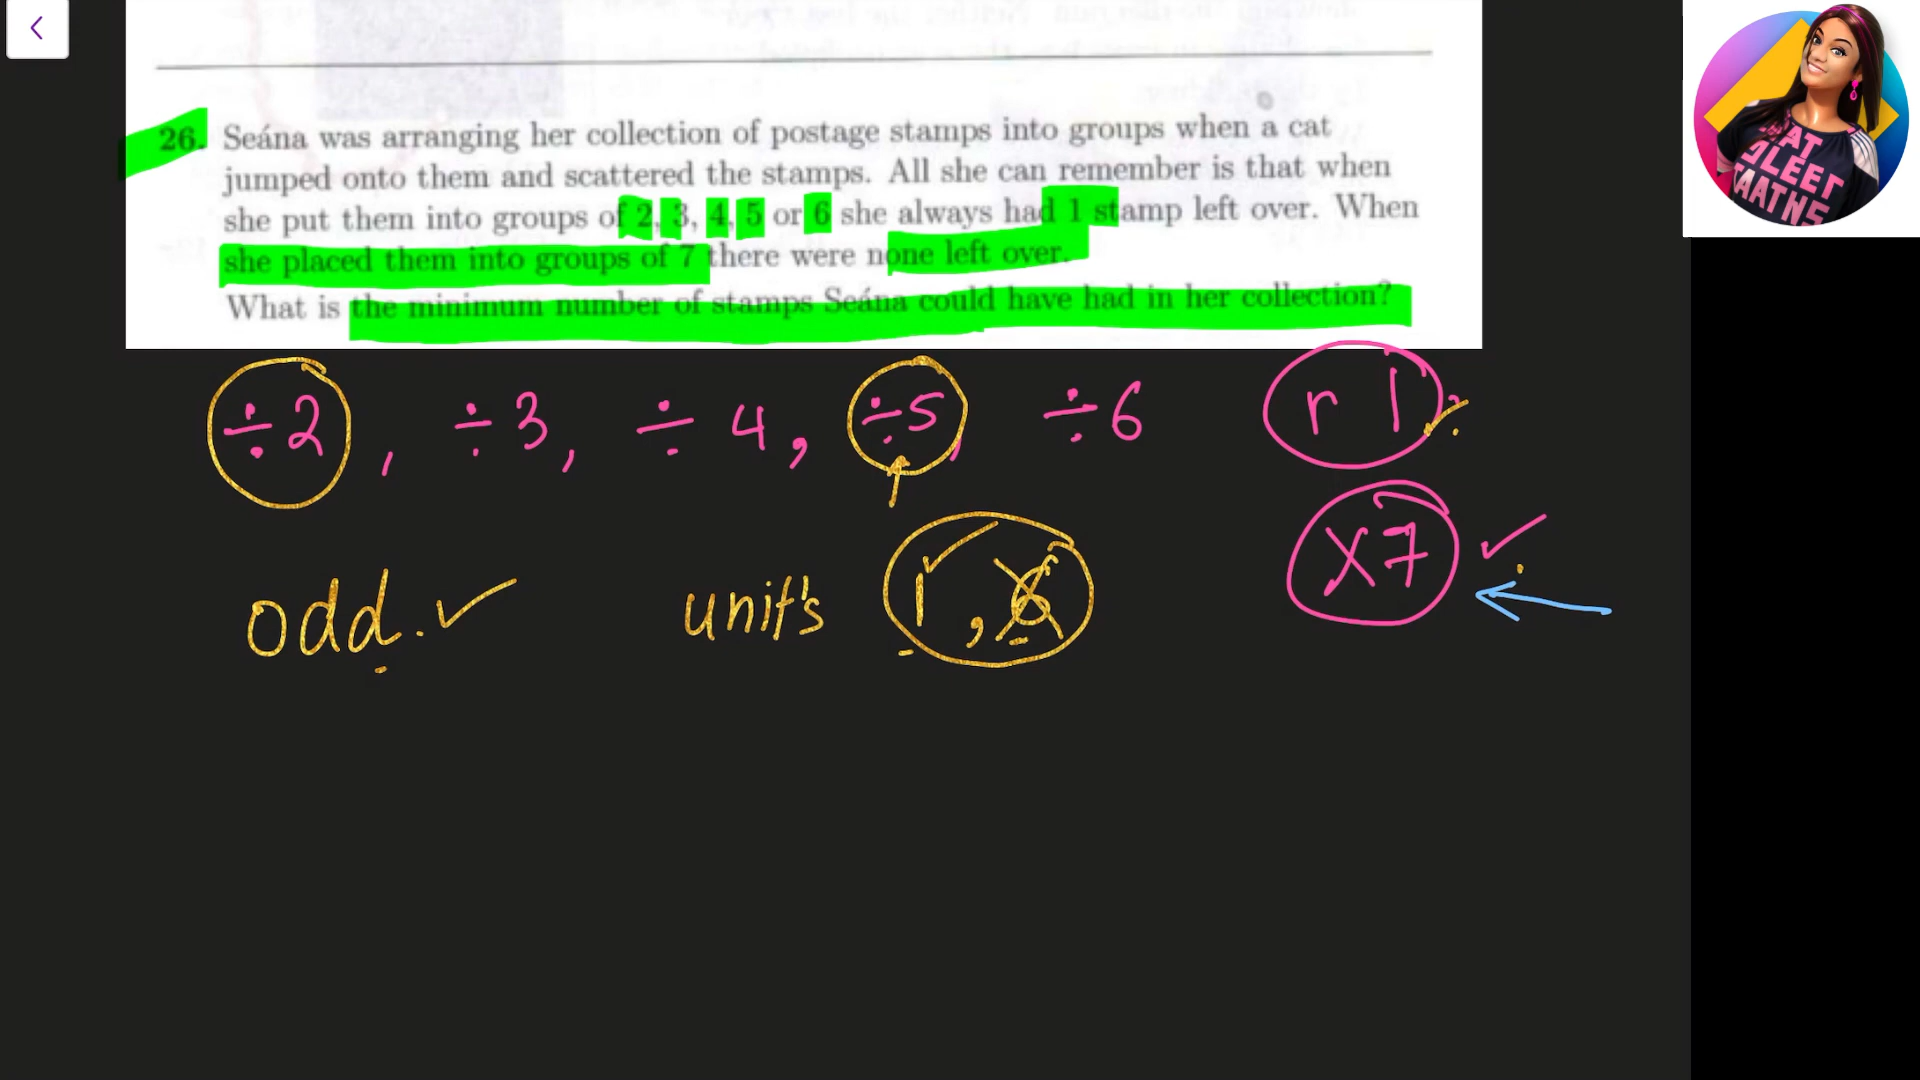 26. Seána was arranging her collection of postage stamps into groups when a cat
jumped onto them and scattered the stamps. All she can remember is that when
she put them into groups of 2, 3, 4, 5 or 6 she always had 1 stamp left over. When
she placed them into groups of 7 there were none left over.
What is the minimum number of stamps Seána could have had in her collection?
÷2, ÷3, ÷4, ÷5, ÷6 r 1
x7
odd. unit's 1, 6